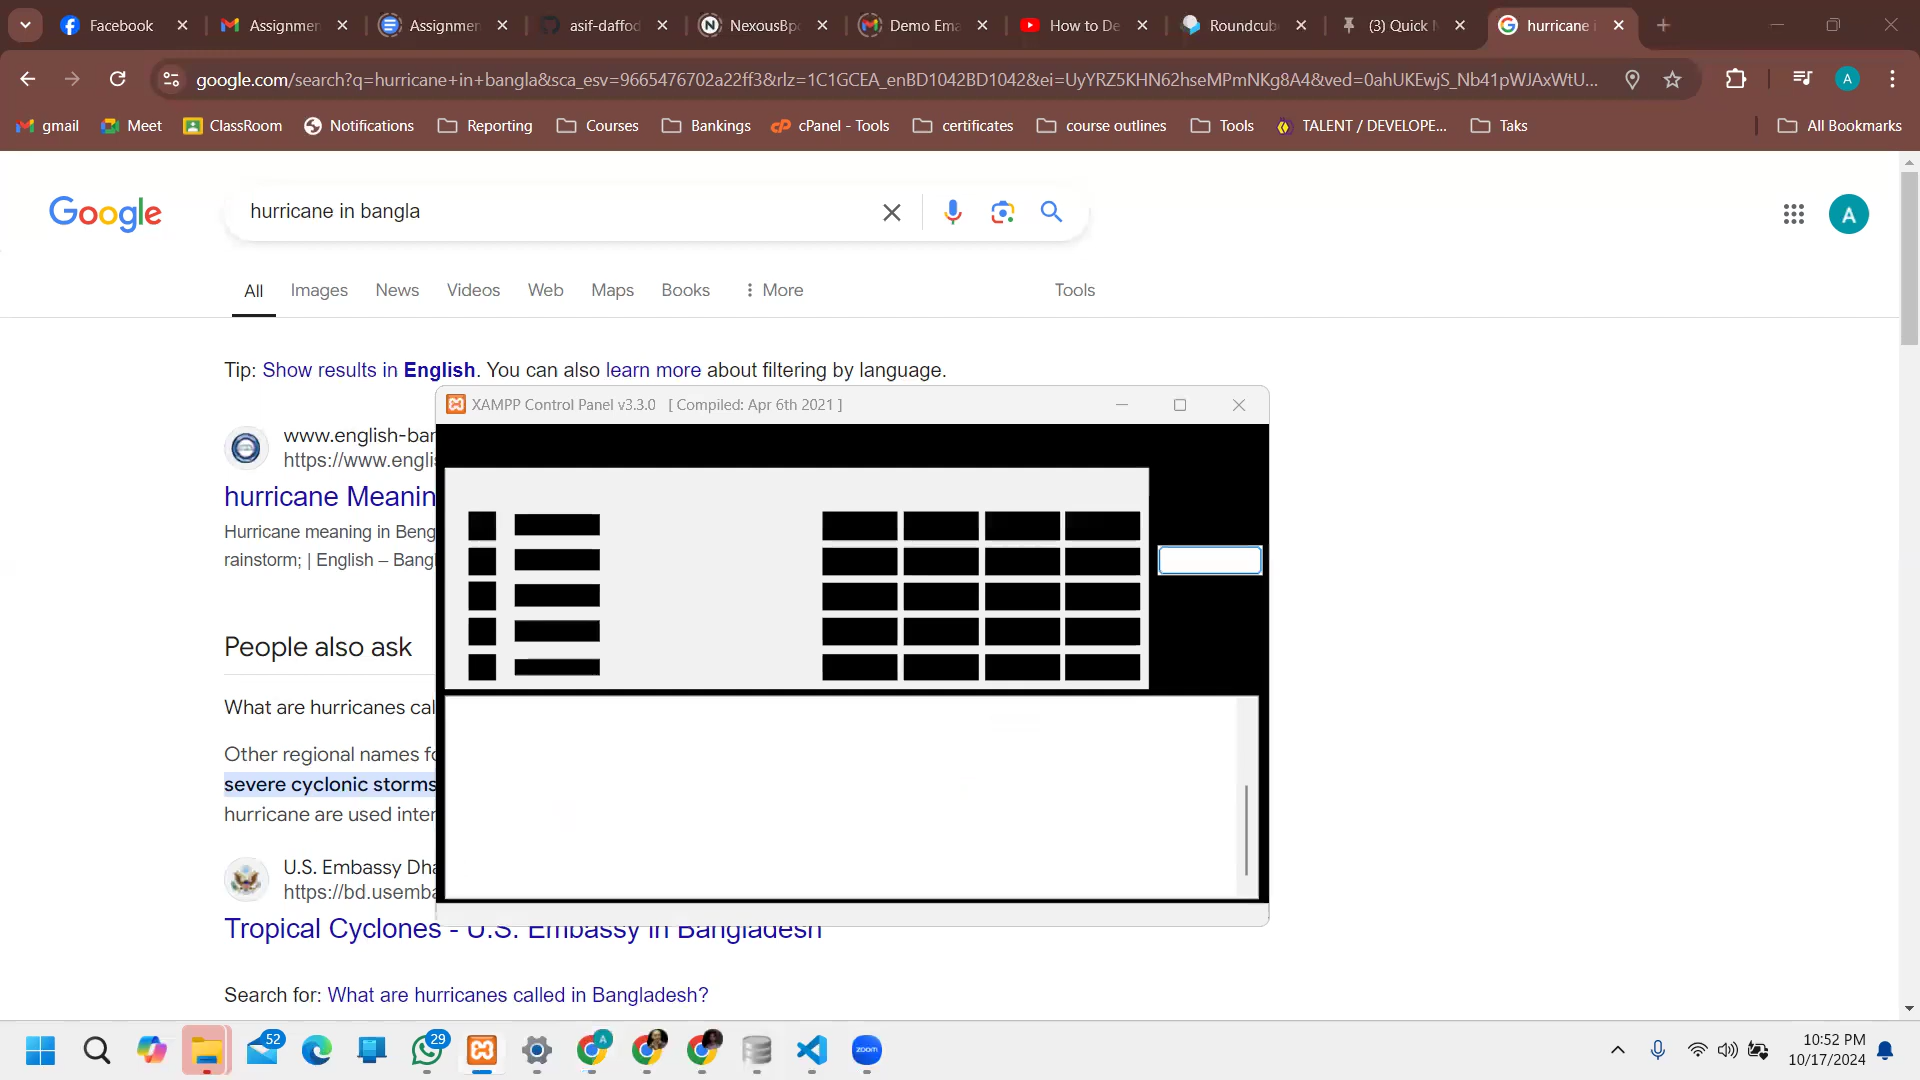 Facebook
Assignmen
Assignmen
asif-daffod
NexousBp
Demo Ema
How to De
Roundcub
(3) Quick
hurricane i
google.com/search?q=hurricane+in+bangla&sca_esv=9665476702a22ff3&rlz=1C1GCEA_enBD1042BD1042&ei=UyYRZ5KHN62hseMPmNKg8A4&ved=0ahUKEwjS_Nb41pWJAxWtU...
A
gmail
Meet
ClassRoom
Notifications
Reporting
Courses
Bankings
cPanel - Tools
certificates
course outlines
Tools
TALENT / DEVELOPE...
Taks
All Bookmarks
Google
hurricane in bangla
A
All
Images
News
Videos
Web
Maps
Books
More
Tools
Tip: Show results in English. You can also learn more about filtering by language.
XAMPP Control Panel v3.3.0 [ Compiled: Apr 6th 2021 ]
www.english-ban
https://www.englis
hurricane Meanin
Hurricane meaning in Beng
rainstorm; | English – Bangl
People also ask
What are hurricanes cal
Other regional names fo
severe cyclonic storms
hurricane are used inter
U.S. Embassy Dha
https://bd.usemba
Tropical Cyclones - U.S. Embassy in Bangladesh
Search for: What are hurricanes called in Bangladesh?
52
29
A
zoom
10:52 PM
10/17/2024